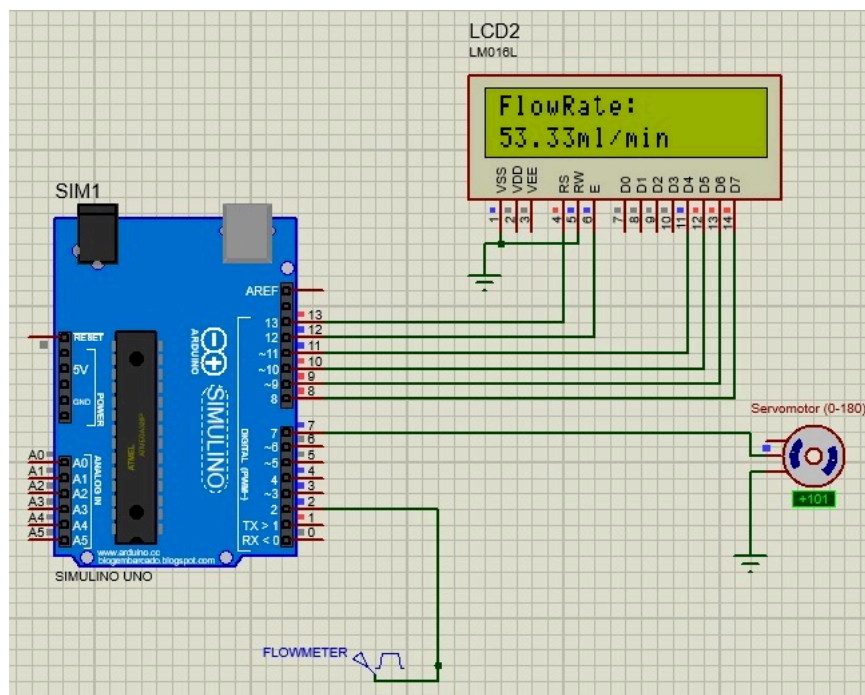 LCD2
LM016L
FlowRate:
53.33ml/min
VSS
VDD
VEE
RS
RW
E
D0
D1
D2
D3
D4
D5
D6
D7
1
2
3
4
5
6
7
8
9
10
11
12
13
14
SIM1
AREF
13
12
~11
~10
~9
8
13
12
11
10
9
8
RESET
5V
GND
POWER
ARDUINO
SIMULINO
ATMEL
DIGITAL (PWM~)
7
~6
~5
4
~3
2
TX > 1
RX < 0
7
6
5
4
3
2
1
0
A0
A1
A2
A3
A4
A5
A0
A1
A2
A3
A4
A5
ANALOG IN
www.arduino.cc
blogembarcado.blogspot.com
SIMULINO UNO
Servomotor (0-180)
+101
FLOWMETER